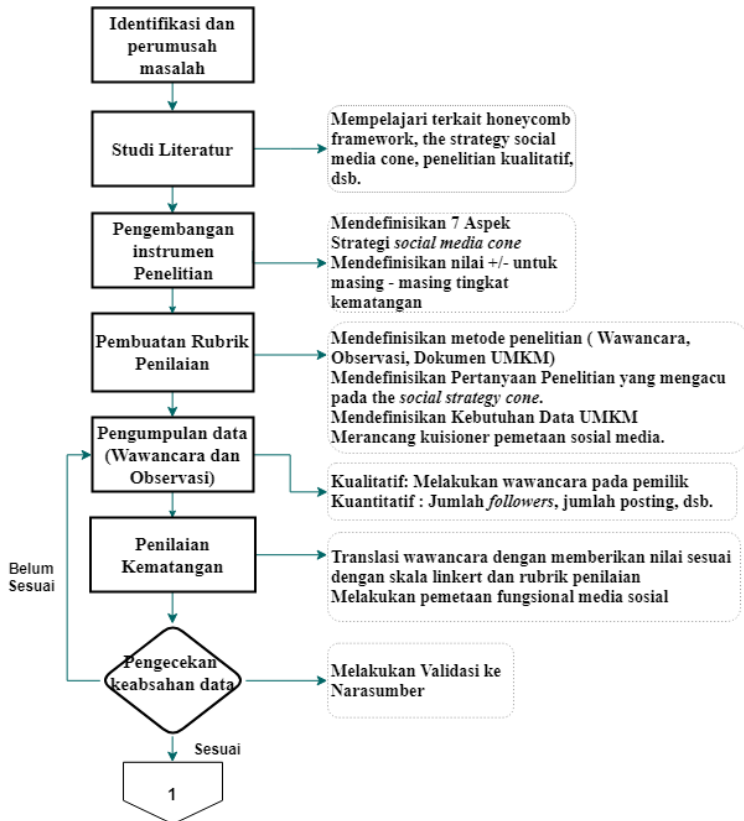 Identifikasi dan
perumusah
masalah
Studi Literatur
Mempelajari terkait honeycomb
framework, the strategy social
media cone, penelitian kualitatif,
dsb.
Pengembangan
instrumen
Penelitian
Mendefinisikan 7 Aspek
Strategi social media cone
Mendefinisikan nilai +/- untuk
masing - masing tingkat
kematangan
Pembuatan Rubrik
Penilaian
Mendefinisikan metode penelitian ( Wawancara,
Observasi, Dokumen UMKM)
Mendefinisikan Pertanyaan Penelitian yang mengacu
pada the social strategy cone.
Mendefinisikan Kebutuhan Data UMKM
Merancang kuisioner pemetaan sosial media.
Pengumpulan data
(Wawancara dan
Observasi)
Kualitatif: Melakukan wawancara pada pemilik
Kuantitatif : Jumlah followers, jumlah posting, dsb.
Penilaian
Kematangan
Translasi wawancara dengan memberikan nilai sesuai
dengan skala linkert dan rubrik penilaian
Melakukan pemetaan fungsional media sosial
Belum
Sesuai
Pengecekan
keabsahan data
Melakukan Validasi ke
Narasumber
Sesuai
1